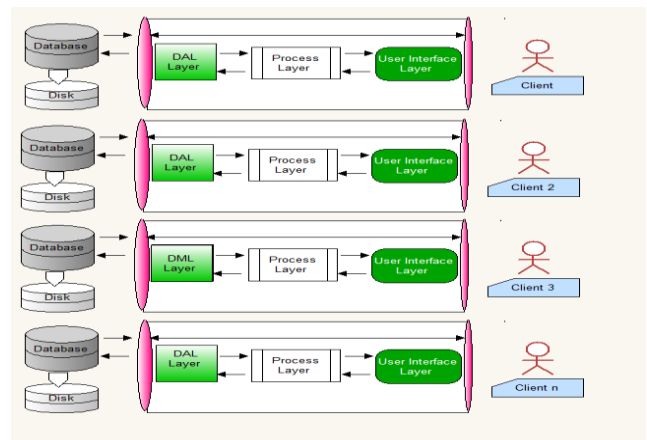 Database
Disk
DAL
Layer
Process
Layer
User Interface
Layer
Client
Database
Disk
DAL
Layer
Process
Layer
User Interface
Layer
Client 2
Database
Disk
DML
Layer
Process
Layer
User Interface
Layer
Client 3
Database
Disk
DAL
Layer
Process
Layer
User Interface
Layer
Client n